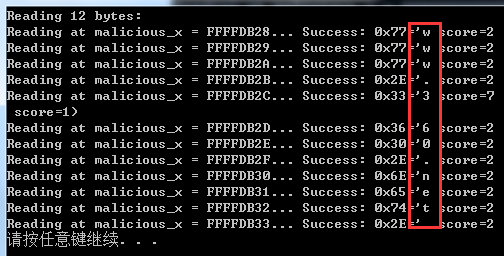 Reading 12 bytes:
Reading at malicious_x = FFFFDB28... Success: 0x77='w score=2
Reading at malicious_x = FFFFDB29... Success: 0x77='w score=2
Reading at malicious_x = FFFFDB2A... Success: 0x77='w score=2
Reading at malicious_x = FFFFDB2B... Success: 0x2E='. score=2
Reading at malicious_x = FFFFDB2C... Success: 0x33='3 score=7
score=1)
Reading at malicious_x = FFFFDB2D... Success: 0x36='6 score=2
Reading at malicious_x = FFFFDB2E... Success: 0x30='0 score=2
Reading at malicious_x = FFFFDB2F... Success: 0x2E='. score=2
Reading at malicious_x = FFFFDB30... Success: 0x6E='n score=2
Reading at malicious_x = FFFFDB31... Success: 0x65='e score=2
Reading at malicious_x = FFFFDB32... Success: 0x74='t score=2
Reading at malicious_x = FFFFDB33... Success: 0x2E='. score=2
请按任意键继续. . .